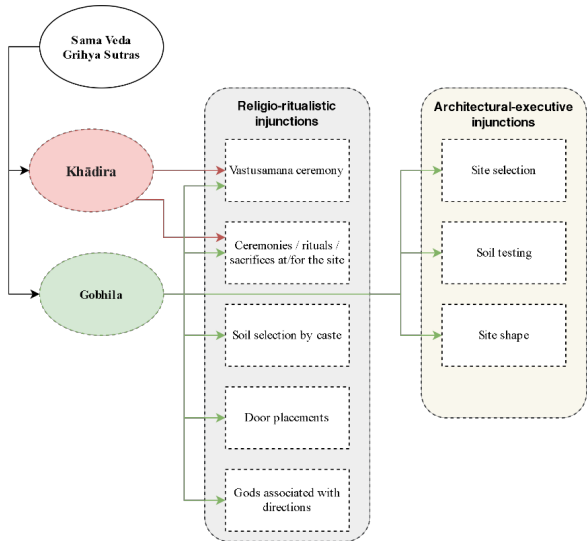 Sama Veda
Grihya Sutras
Religio-ritualistic
injunctions
Architectural-executive
injunctions
Khādira
Vastusamana ceremony
Site selection
Ceremonies / rituals /
sacrifices at/for the site
Soil testing
Gobhila
Soil selection by caste
Site shape
Door placements
Gods associated with
directions